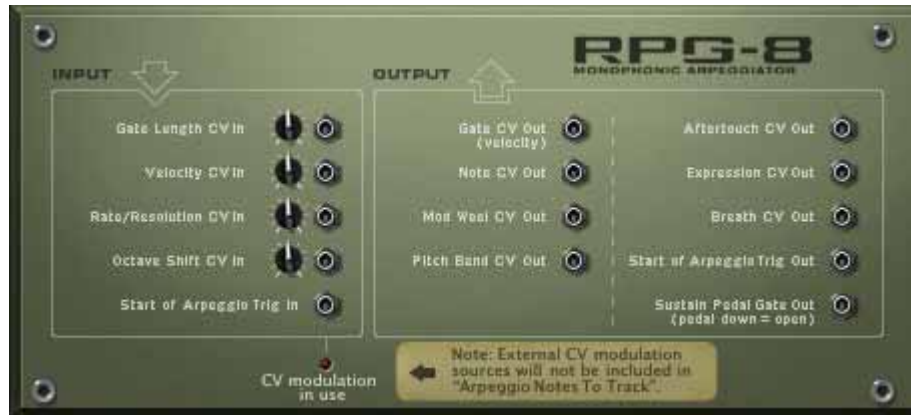 RPG-8
MONOPHONIC ARPEGGIATOR
INPUT
Gate Length CV In
Velocity CV In
Rate/Resolution CV In
Octave Shift CV In
Start of Arpeggio Trig In
CV modulation
in use
OUTPUT
Gate CV Out
(velocity)
Note CV Out
Mod Weel CV Out
Pitch Band CV Out
Aftertouch CV Out
Expression CV Out
Breath CV Out
Start of Arpeggio Trig Out
Sustain Pedal Gate Out
(pedal down = open)
Note: External CV modulation
sources will not be included in
"Arpeggio Notes To Track".